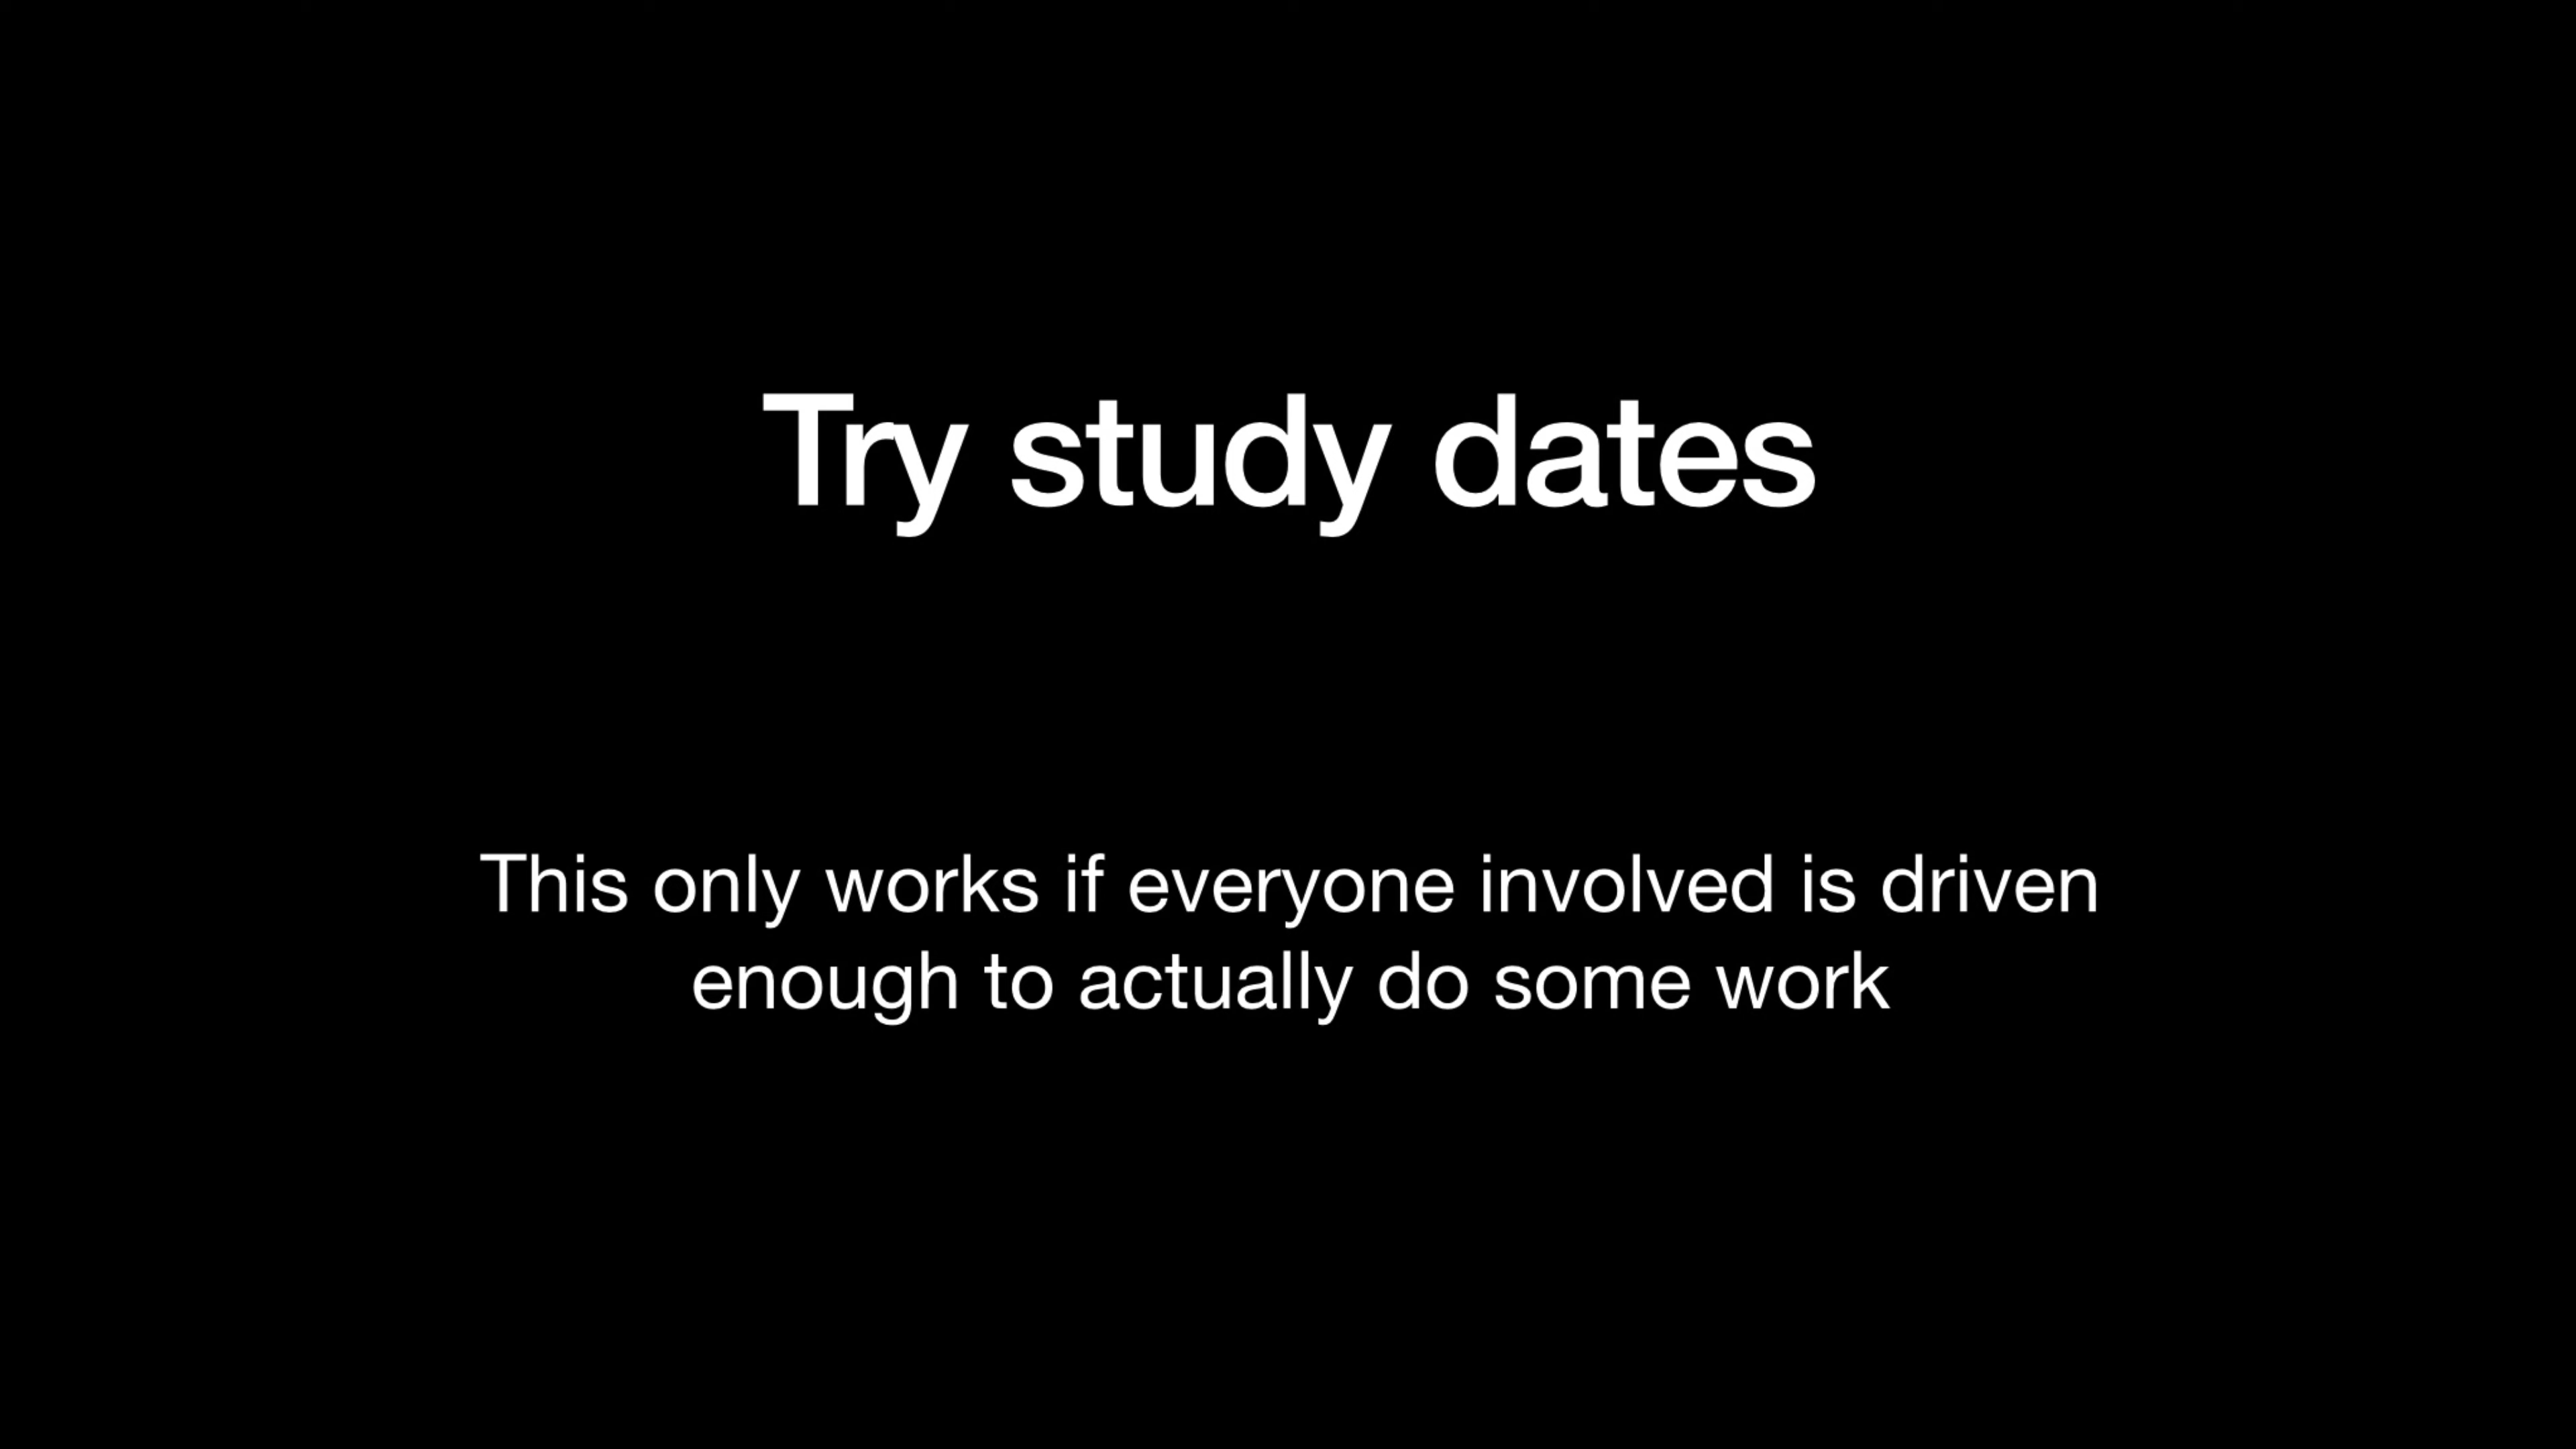 Try study dates
This only works if everyone involved is driven
enough to actually do some work